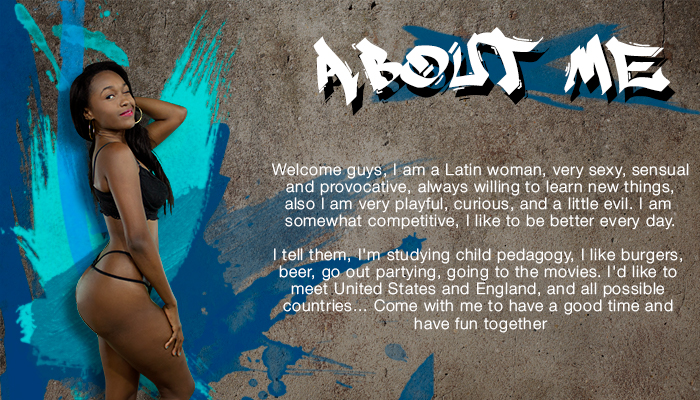 ABOUT ME
Welcome guys, I am a Latin woman, very sexy, sensual
and provocative, always willing to learn new things,
also I am very playful, curious, and a little evil. I am
somewhat competitive, I like to be better every day.
I tell them, I'm studying child pedagogy, I like burgers,
beer, go out partying, going to the movies. I'd like to
meet United States and England, and all possible
countries... Come with me to have a good time and
have fun together